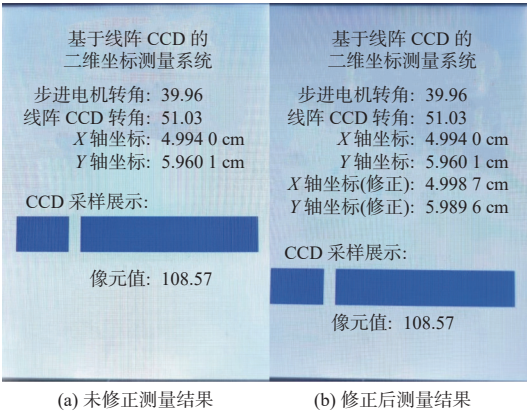 基于线阵 CCD 的
二维坐标测量系统
步进电机转角: 39.96
线阵 CCD 转角: 51.03
X 轴坐标: 4.994 0 cm
Y 轴坐标: 5.960 1 cm
CCD 采样展示:
像元值: 108.57
(a) 未修正测量结果
基于线阵 CCD 的
二维坐标测量系统
步进电机转角: 39.96
线阵 CCD 转角: 51.03
X 轴坐标: 4.994 0 cm
Y 轴坐标: 5.960 1 cm
X 轴坐标(修正): 4.998 7 cm
Y 轴坐标(修正): 5.989 6 cm
CCD 采样展示:
像元值: 108.57
(b) 修正后测量结果